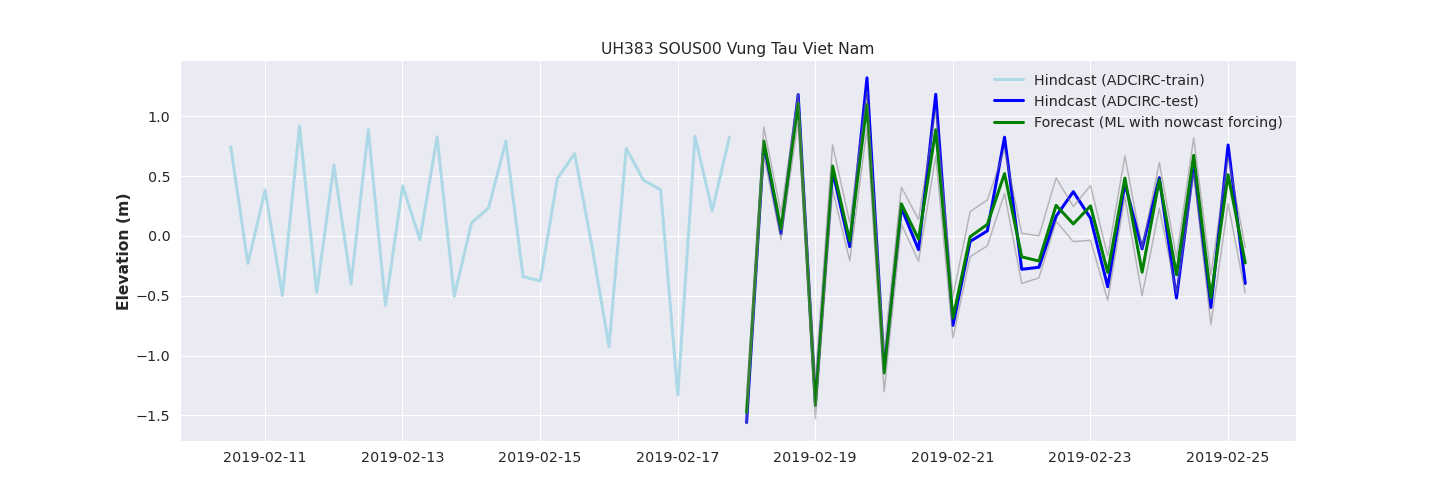 UH383 SOUS00 Vung Tau Viet Nam
Hindcast (ADCIRC-train)
Hindcast (ADCIRC-test)
Forecast (ML with nowcast forcing)
Elevation (m)
1.0
0.5
0.0
−0.5
−1.0
−1.5
2019-02-11
2019-02-13
2019-02-15
2019-02-17
2019-02-19
2019-02-21
2019-02-23
2019-02-25